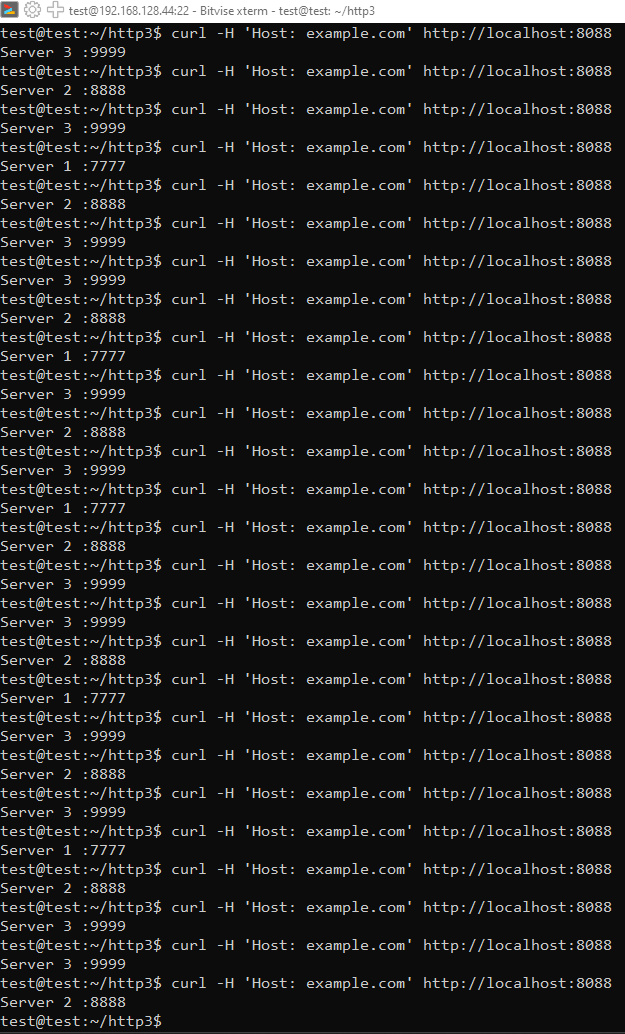 test@192.168.128.44:22 - Bitvise xterm - test@test: ~/http3
test@test:~/http3$ curl -H 'Host: example.com' http://localhost:8088
Server 3 :9999
test@test:~/http3$ curl -H 'Host: example.com' http://localhost:8088
Server 2 :8888
test@test:~/http3$ curl -H 'Host: example.com' http://localhost:8088
Server 3 :9999
test@test:~/http3$ curl -H 'Host: example.com' http://localhost:8088
Server 1 :7777
test@test:~/http3$ curl -H 'Host: example.com' http://localhost:8088
Server 2 :8888
test@test:~/http3$ curl -H 'Host: example.com' http://localhost:8088
Server 3 :9999
test@test:~/http3$ curl -H 'Host: example.com' http://localhost:8088
Server 3 :9999
test@test:~/http3$ curl -H 'Host: example.com' http://localhost:8088
Server 2 :8888
test@test:~/http3$ curl -H 'Host: example.com' http://localhost:8088
Server 1 :7777
test@test:~/http3$ curl -H 'Host: example.com' http://localhost:8088
Server 3 :9999
test@test:~/http3$ curl -H 'Host: example.com' http://localhost:8088
Server 2 :8888
test@test:~/http3$ curl -H 'Host: example.com' http://localhost:8088
Server 3 :9999
test@test:~/http3$ curl -H 'Host: example.com' http://localhost:8088
Server 1 :7777
test@test:~/http3$ curl -H 'Host: example.com' http://localhost:8088
Server 2 :8888
test@test:~/http3$ curl -H 'Host: example.com' http://localhost:8088
Server 3 :9999
test@test:~/http3$ curl -H 'Host: example.com' http://localhost:8088
Server 3 :9999
test@test:~/http3$ curl -H 'Host: example.com' http://localhost:8088
Server 2 :8888
test@test:~/http3$ curl -H 'Host: example.com' http://localhost:8088
Server 1 :7777
test@test:~/http3$ curl -H 'Host: example.com' http://localhost:8088
Server 3 :9999
test@test:~/http3$ curl -H 'Host: example.com' http://localhost:8088
Server 2 :8888
test@test:~/http3$ curl -H 'Host: example.com' http://localhost:8088
Server 3 :9999
test@test:~/http3$ curl -H 'Host: example.com' http://localhost:8088
Server 1 :7777
test@test:~/http3$ curl -H 'Host: example.com' http://localhost:8088
Server 2 :8888
test@test:~/http3$ curl -H 'Host: example.com' http://localhost:8088
Server 3 :9999
test@test:~/http3$ curl -H 'Host: example.com' http://localhost:8088
Server 3 :9999
test@test:~/http3$ curl -H 'Host: example.com' http://localhost:8088
Server 2 :8888
test@test:~/http3$